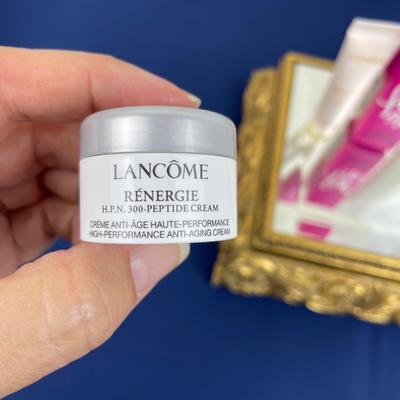 LANCÔME
RÉNERGIE
H.P.N. 300-PEPTIDE CREAM
CRÈME ANTI-ÂGE HAUTE-PERFORMANCE
HIGH-PERFORMANCE ANTI-AGING CREAM